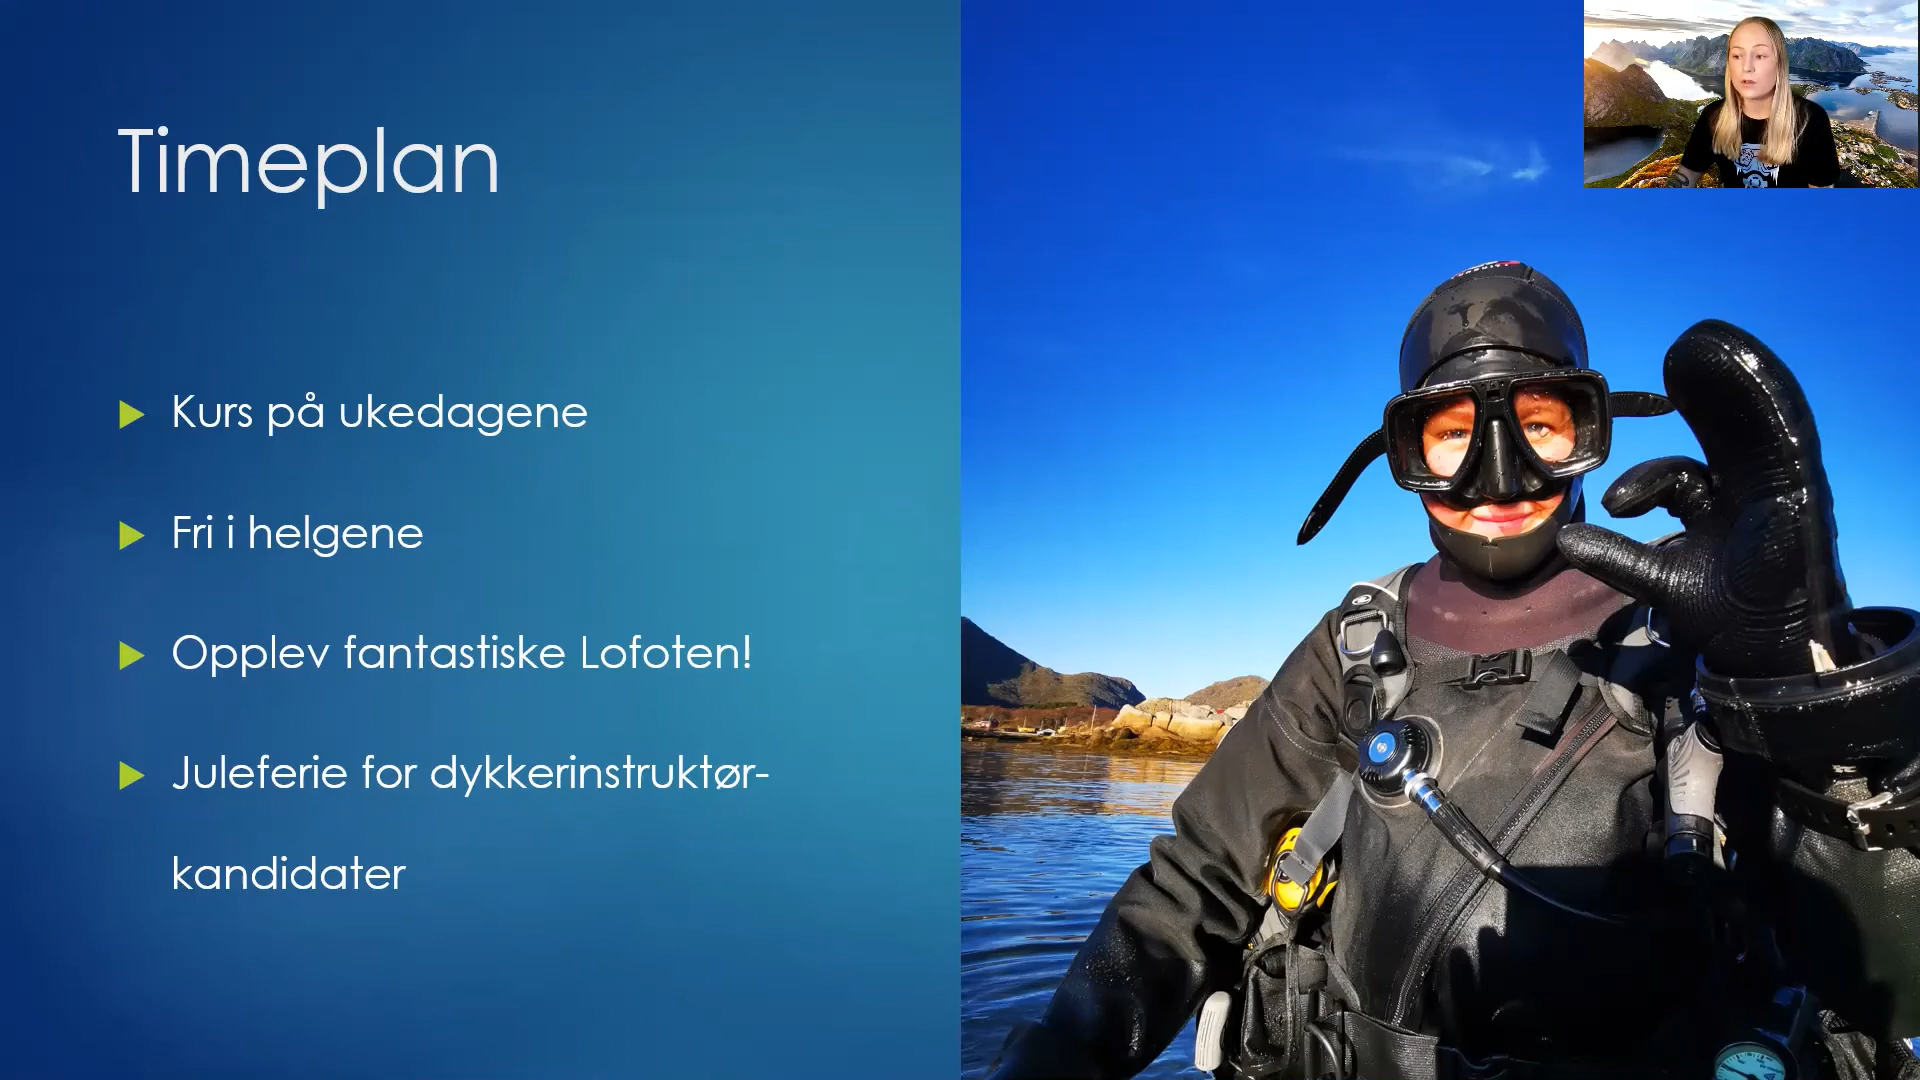 Timeplan
Kurs på ukedagene
Fri i helgene
Opplev fantastiske Lofoten!
Juleferie for dykkerinstruktør-
kandidater